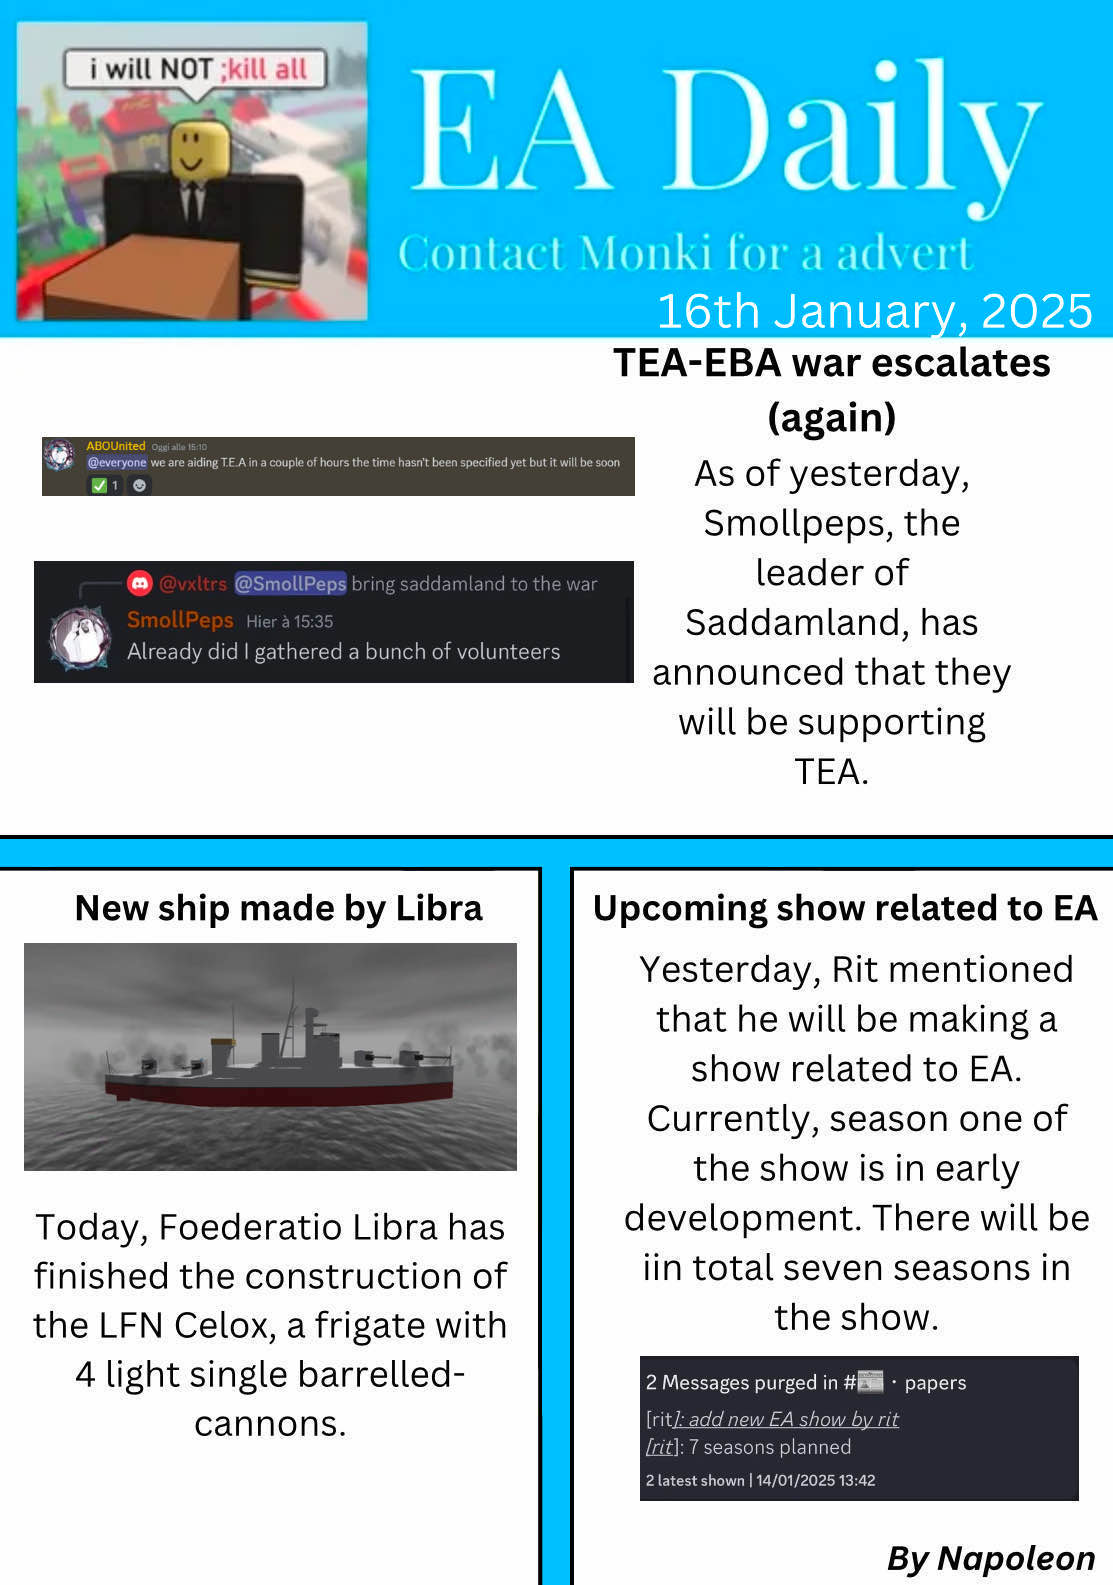 i will NOT ;kill all
EA Daily
Contact Monki for a advert
16th January, 2025
TEA-EBA war escalates
(again)
ABOUnited Oggi alle 15:10
@everyone we are aiding T.E.A in a couple of hours the time hasn't been specified yet but it will be soon
1
@vxltrs @SmollPeps bring saddamland to the war
SmollPeps Hier à 15:35
Already did I gathered a bunch of volunteers
As of yesterday,
Smollpeps, the
leader of
Saddamland, has
announced that they
will be supporting
TEA.
New ship made by Libra
Today, Foederatio Libra has
finished the construction of
the LFN Celox, a frigate with
4 light single barrelled-
cannons.
Upcoming show related to EA
Yesterday, Rit mentioned
that he will be making a
show related to EA.
Currently, season one of
the show is in early
development. There will be
iin total seven seasons in
the show.
2 Messages purged in #📰・papers
[rit]: add new EA show by rit
[rit]: 7 seasons planned
2 latest shown | 14/01/2025 13:42
By Napoleon